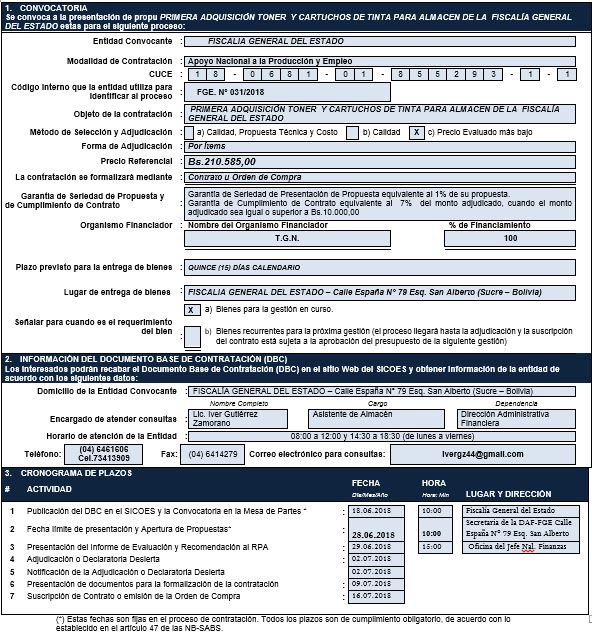 1. CONVOCATORIA
Se convoca a la presentación de propu PRIMERA ADQUISICIÓN TONER Y CARTUCHOS DE TINTA PARA ALMACEN DE LA FISCALÍA GENERAL
DEL ESTADO estas para el siguiente proceso:
Entidad Convocante : FISCALIA GENERAL DEL ESTADO
Modalidad de Contratación : Apoyo Nacional a la Producción y Empleo
CUCE : 1 8 - 0 6 8 1 - 0 1 - 8 5 5 2 9 3 - 1 - 1
Código interno que la entidad utiliza para
identificar al proceso : FGE. Nº 031/2018
Objeto de la contratación : PRIMERA ADQUISICIÓN TONER Y CARTUCHOS DE TINTA PARA ALMACEN DE LA FISCALÍA
GENERAL DEL ESTADO
Método de Selección y Adjudicación : a) Calidad, Propuesta Técnica y Costo b) Calidad X c) Precio Evaluado más bajo
Forma de Adjudicación : Por Ítems
Precio Referencial : Bs.210.585,00
La contratación se formalizará mediante : Contrato u Orden de Compra
Garantía de Seriedad de Propuesta y
de Cumplimiento de Contrato : Garantía de Seriedad de Presentación de Propuesta equivalente al 1% de su propuesta.
Garantía de Cumplimiento de Contrato equivalente al 7% del monto adjudicado, cuando el monto
adjudicado sea igual o superior a Bs.10.000,00
Organismo Financiador : Nombre del Organismo Financiador % de Financiamiento
T.G.N. 100
Plazo previsto para la entrega de bienes : QUINCE (15) DÍAS CALENDARIO
Lugar de entrega de bienes : FISCALIA GENERAL DEL ESTADO – Calle España Nº 79 Esq. San Alberto (Sucre – Bolivia)
X a) Bienes para la gestión en curso.
Señalar para cuando es el requerimiento
del bien : b) Bienes recurrentes para la próxima gestión (el proceso llegará hasta la adjudicación y la suscripción
del contrato está sujeta a la aprobación del presupuesto de la siguiente gestión)
2. INFORMACIÓN DEL DOCUMENTO BASE DE CONTRATACIÓN (DBC)
Los interesados podrán recabar el Documento Base de Contratación (DBC) en el sitio Web del SICOES y obtener información de la entidad de
acuerdo con los siguientes datos:
Domicilio de la Entidad Convocante : FISCALÍA GENERAL DEL ESTADO – Calle España Nº 79 Esq. San Alberto (Sucre – Bolivia)
Nombre Completo Cargo Dependencia
Encargado de atender consultas : Lic. Iver Gutiérrez
Zamorano Asistente de Almacén Dirección Administrativa
Financiera
Horario de atención de la Entidad : 08:00 a 12:00 y 14:30 a 18:30 (de lunes a viernes)
Teléfono: (04) 6461606
Cel.73413909 Fax: (04) 6414279 Correo electrónico para consultas: ivergz44@gmail.com
3. CRONOGRAMA DE PLAZOS
# ACTIVIDAD FECHA
Día/Mes/Año HORA
Hora: Min LUGAR Y DIRECCIÓN
1 Publicación del DBC en el SICOES y la Convocatoria en la Mesa de Partes * : 18.06.2018 10:00 Fiscalía General del Estado
2 Fecha límite de presentación y Apertura de Propuestas* : 28.06.2018 10:00 Secretaria de la DAF-FGE Calle
España Nº 79 Esq. San Alberto
3 Presentación del Informe de Evaluación y Recomendación al RPA : 29.06.2018 15:00 Oficina del Jefe Nal. Finanzas
4 Adjudicación o Declaratoria Desierta : 02.07.2018
5 Notificación de la Adjudicación o Declaratoria Desierta : 02.07.2018
6 Presentación de documentos para la formalización de la contratación : 09.07.2018
7 Suscripción de Contrato o emisión de la Orden de Compra : 16.07.2018
(*) Estas fechas son fijas en el proceso de contratación. Todos los plazos son de cumplimiento obligatorio, de acuerdo con lo
establecido en el artículo 47 de las NB-SABS.